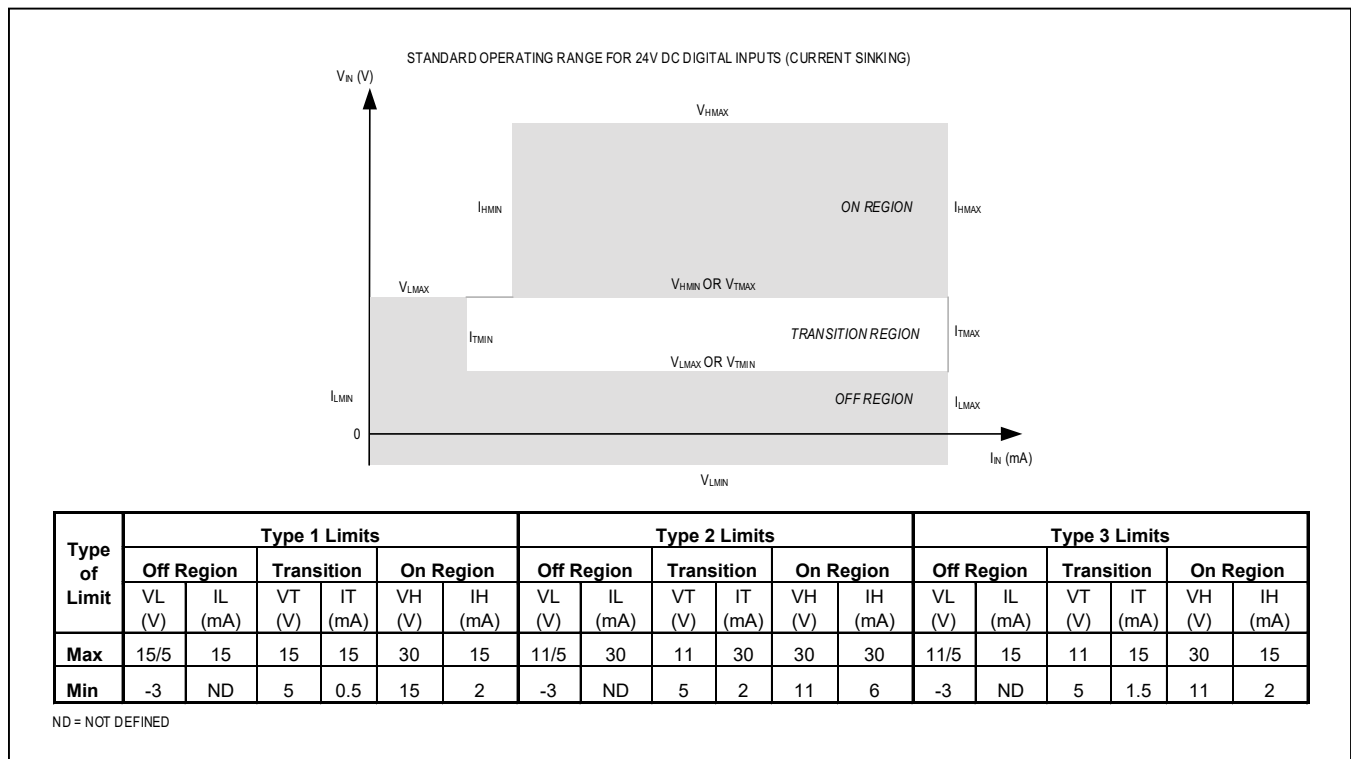 STANDARD OPERATING RANGE FOR 24V DC DIGITAL INPUTS (CURRENT SINKING)
VIN (V)
VHMAX
IHMIN
ON REGION
IHMAX
VLMAX
VHMIN OR VTMAX
ITMIN
TRANSITION REGION
ITMAX
VLMAX OR VTMIN
ILMIN
OFF REGION
ILMAX
0
IIN (mA)
VLMIN
Type of Limit
Type 1 Limits Type 2 Limits Type 3 Limits
Off Region Transition On Region Off Region Transition On Region Off Region Transition On Region
VL (V) IL (mA) VT (V) IT (mA) VH (V) IH (mA) VL (V) IL (mA) VT (V) IT (mA) VH (V) IH (mA) VL (V) IL (mA) VT (V) IT (mA) VH (V) IH (mA)
Max 15/5 15 15 15 30 15 11/5 30 11 30 30 30 11/5 15 11 15 30 15
Min -3 ND 5 0.5 15 2 -3 ND 5 2 11 6 -3 ND 5 1.5 11 2
ND = NOT DEFINED